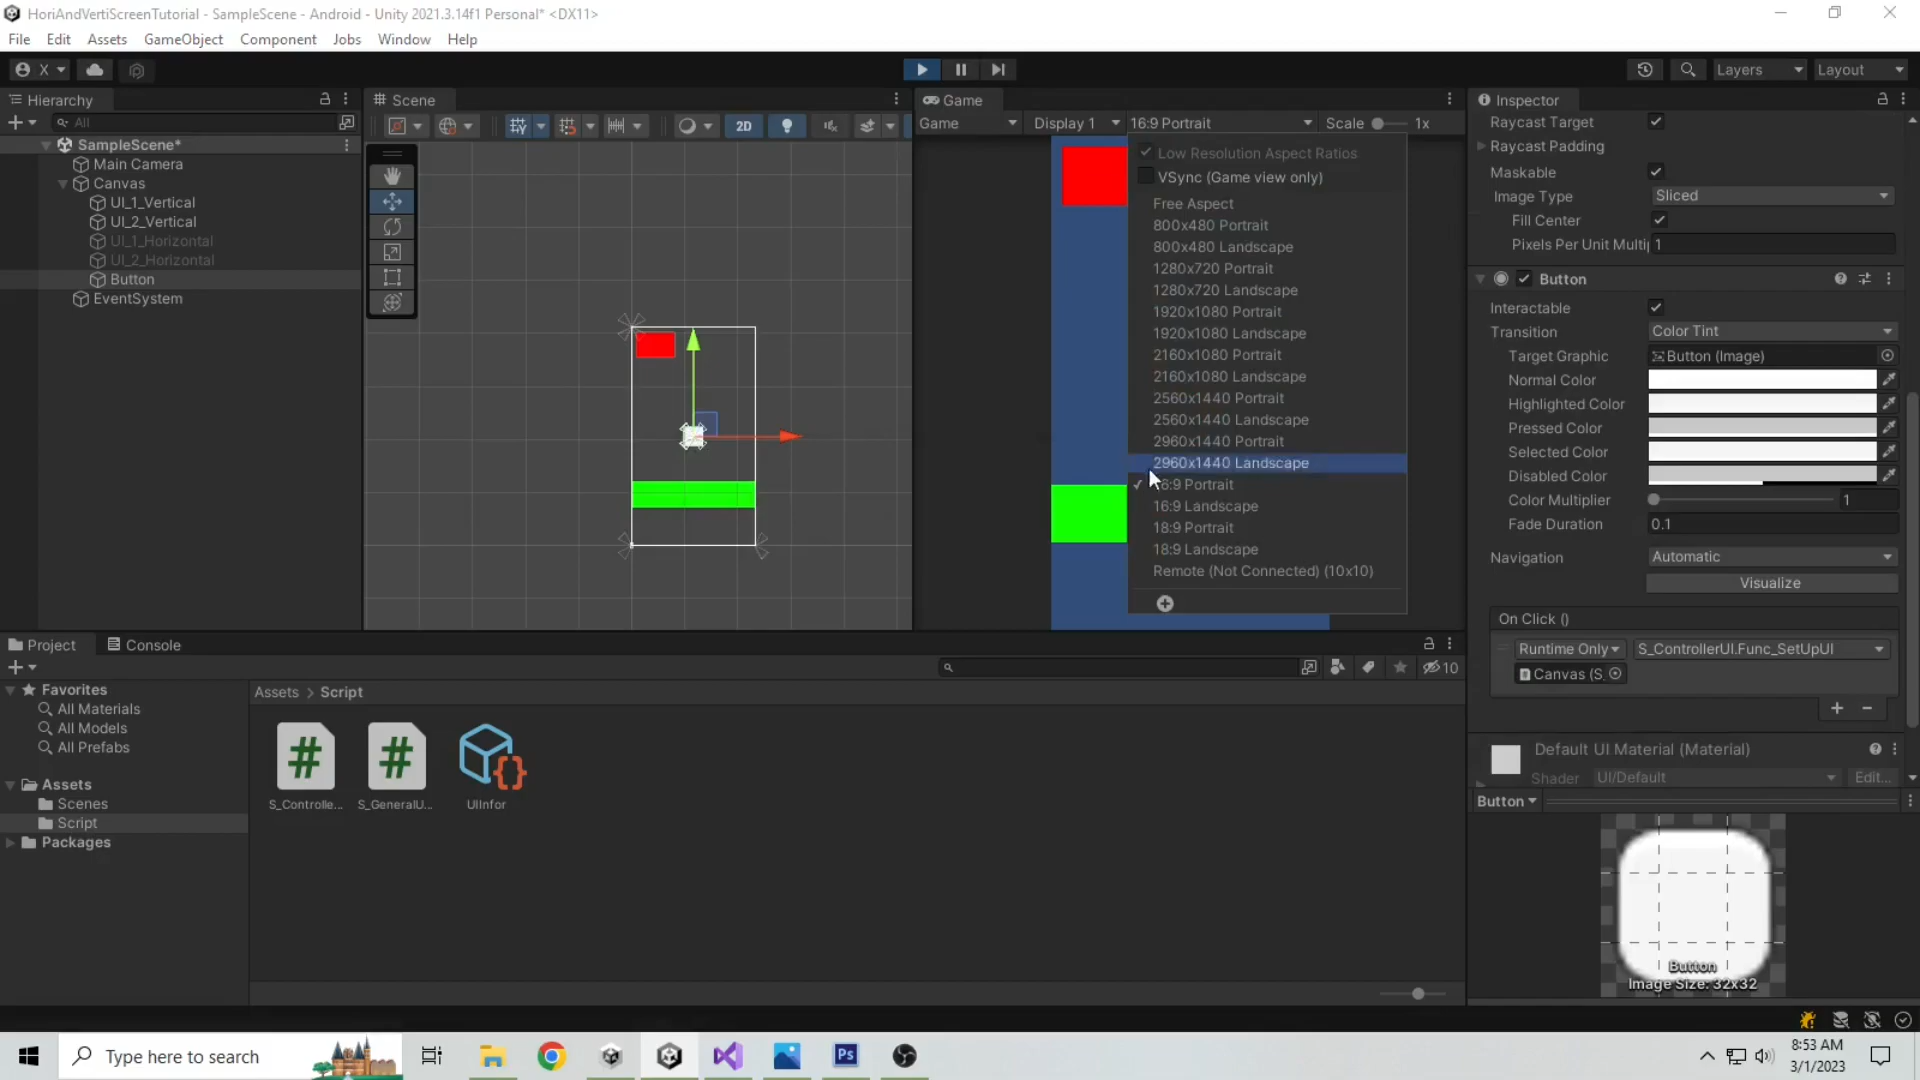 HoriAndVertiScreenTutorial - SampleScene - Android - Unity 2021.3.14f1 Personal* <DX11>
File Edit Assets GameObject Component Jobs Window Help
X Layers Layout
Hierarchy
All
SampleScene*
Main Camera
Canvas
UI_1_Vertical
UI_2_Vertical
UI_1_Horizontal
UI_2_Horizontal
Button
EventSystem
Scene
2D
Game
Game Display 1 16:9 Portrait Scale 1x
Low Resolution Aspect Ratios
VSync (Game view only)
Free Aspect
800x480 Portrait
800x480 Landscape
1280x720 Portrait
1280x720 Landscape
1920x1080 Portrait
1920x1080 Landscape
2160x1080 Portrait
2160x1080 Landscape
2560x1440 Portrait
2560x1440 Landscape
2960x1440 Portrait
2960x1440 Landscape
6:9 Portrait
16:9 Landscape
18:9 Portrait
18:9 Landscape
Remote (Not Connected) (10x10)
Inspector
Raycast Target
Raycast Padding
Maskable
Image Type Sliced
Fill Center
Pixels Per Unit Multi 1
Button
Interactable
Transition Color Tint
Target Graphic Button (Image)
Normal Color
Highlighted Color
Pressed Color
Selected Color
Disabled Color
Color Multiplier 1
Fade Duration 0.1
Navigation Automatic
Visualize
On Click ()
Runtime Only S_ControllerUI.Func_SetUpUI
Canvas (S_
Default UI Material (Material)
Shader UI/Default Edit...
Button
Button
Image Size: 32x32
Project Console
10
Favorites
All Materials
All Models
All Prefabs
Assets
Scenes
Script
Packages
Assets > Script
S_Controlle...
S_GeneralU...
UIInfor
Type here to search
Ps
8:53 AM
3/1/2023